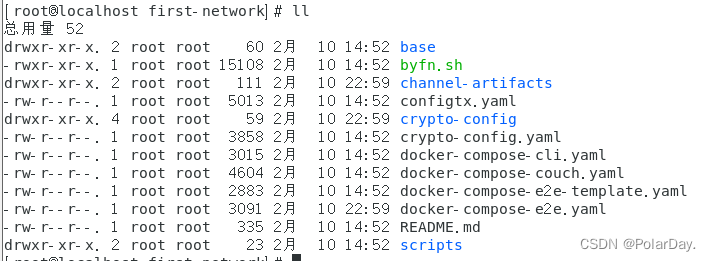 [root@localhost first-network]# ll
总用量 52
drwxr-xr-x. 2 root root    60 2月  10 14:52 base
-rwxr-xr-x. 1 root root 15108 2月  10 14:52 byfn.sh
drwxr-xr-x. 2 root root   111 2月  10 22:59 channel-artifacts
-rw-r--r--. 1 root root  5013 2月  10 14:52 configtx.yaml
drwxr-xr-x. 4 root root    59 2月  10 22:59 crypto-config
-rw-r--r--. 1 root root  3858 2月  10 14:52 crypto-config.yaml
-rw-r--r--. 1 root root  3015 2月  10 14:52 docker-compose-cli.yaml
-rw-r--r--. 1 root root  4604 2月  10 14:52 docker-compose-couch.yaml
-rw-r--r--. 1 root root  2883 2月  10 14:52 docker-compose-e2e-template.yaml
-rw-r--r--. 1 root root  3091 2月  10 22:59 docker-compose-e2e.yaml
-rw-r--r--. 1 root root   335 2月  10 14:52 README.md
drwxr-xr-x. 2 root root    23 2月  10 14:52 scripts
[root@localhost first-network]#
CSDN @PolarDay.